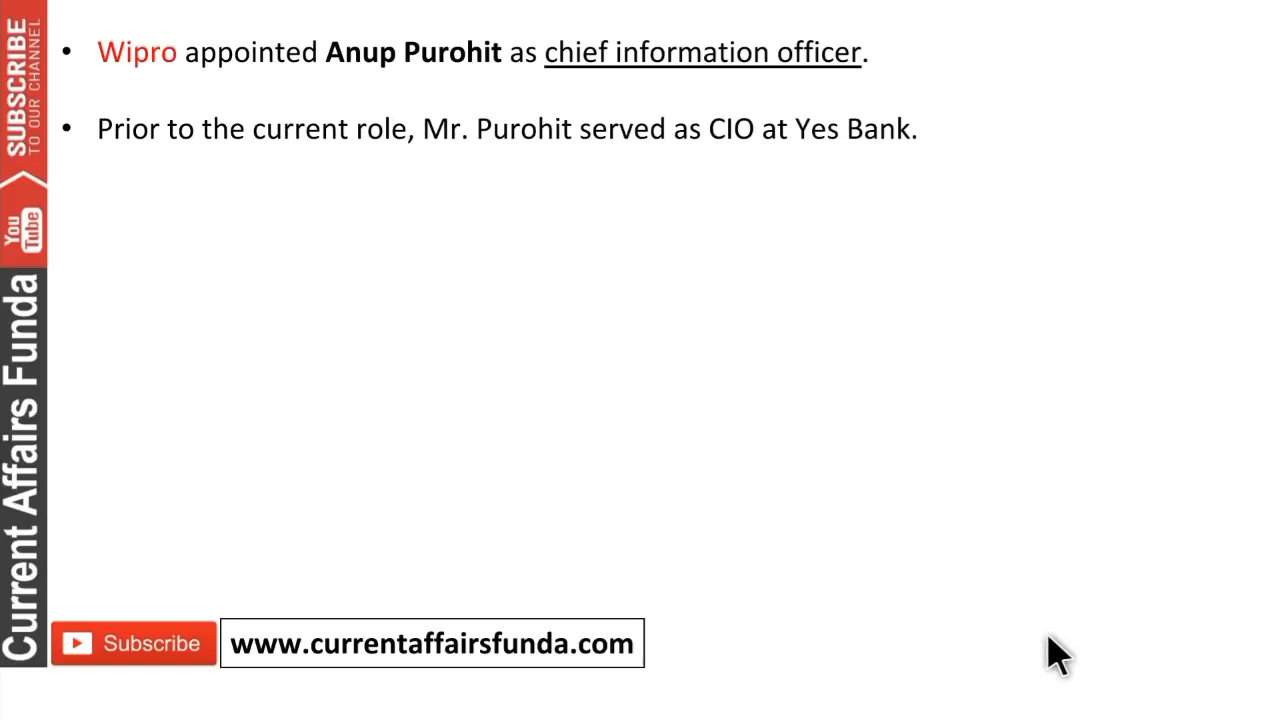 • Wipro appointed Anup Purohit as chief information officer.
• Prior to the current role, Mr. Purohit served as CIO at Yes Bank.
SUBSCRIBE
TO OUR CHANNEL
You Tube
Current Affairs Funda
Subscribe
www.currentaffairsfunda.com